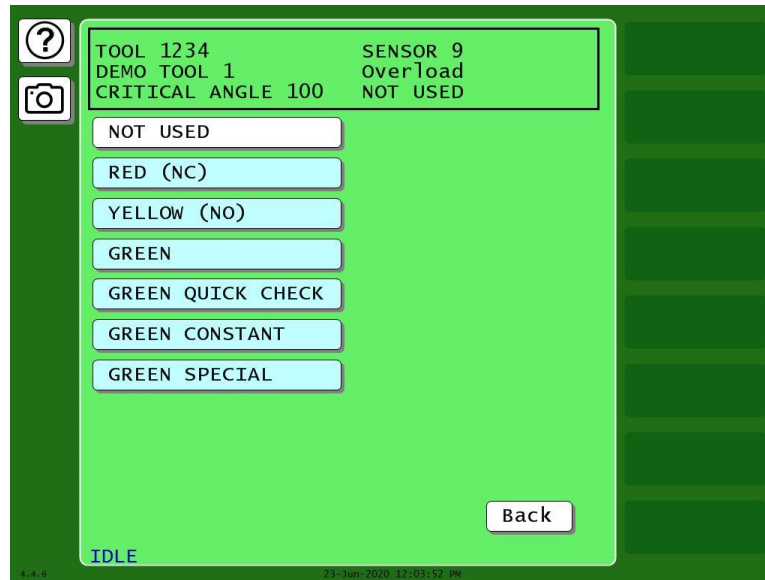 ?
TOOL 1234 SENSOR 9
DEMO TOOL 1 Overload
CRITICAL ANGLE 100 NOT USED
NOT USED
RED (NC)
YELLOW (NO)
GREEN
GREEN QUICK CHECK
GREEN CONSTANT
GREEN SPECIAL
Back
IDLE
4.4.6 23-Jun-2020 12:03:52 PM